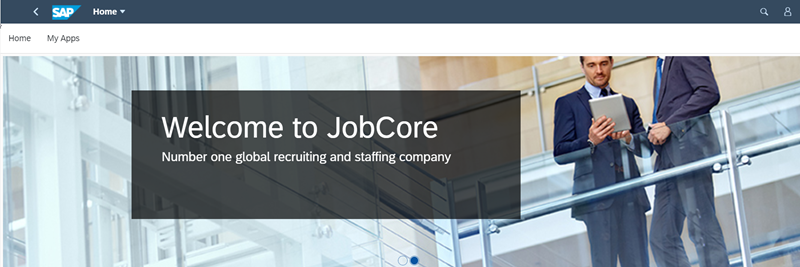 SAP Home
Home My Apps
Welcome to JobCore
Number one global recruiting and staffing company